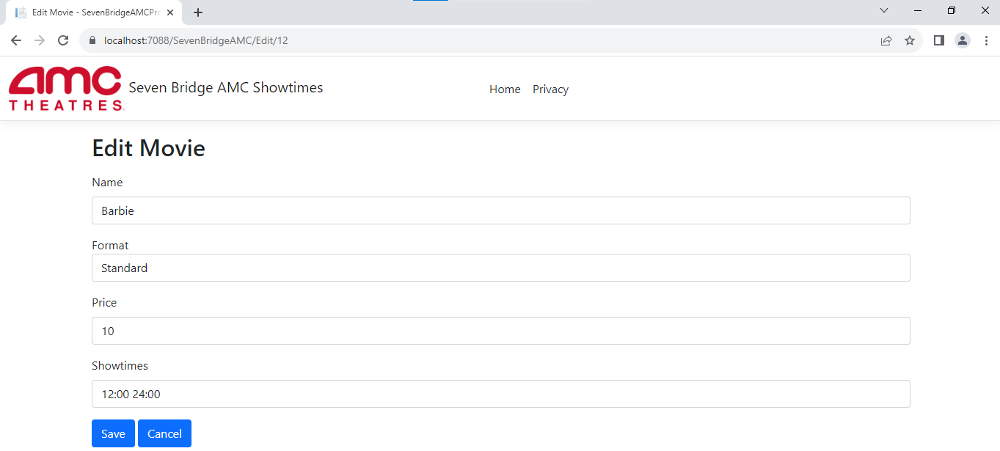 Edit Movie - SevenBridgeAMCPro
localhost:7088/SevenBridgeAMC/Edit/12
amc
THEATRES.
Seven Bridge AMC Showtimes
Home
Privacy
Edit Movie
Name
Barbie
Format
Standard
Price
10
Showtimes
12:00 24:00
Save
Cancel